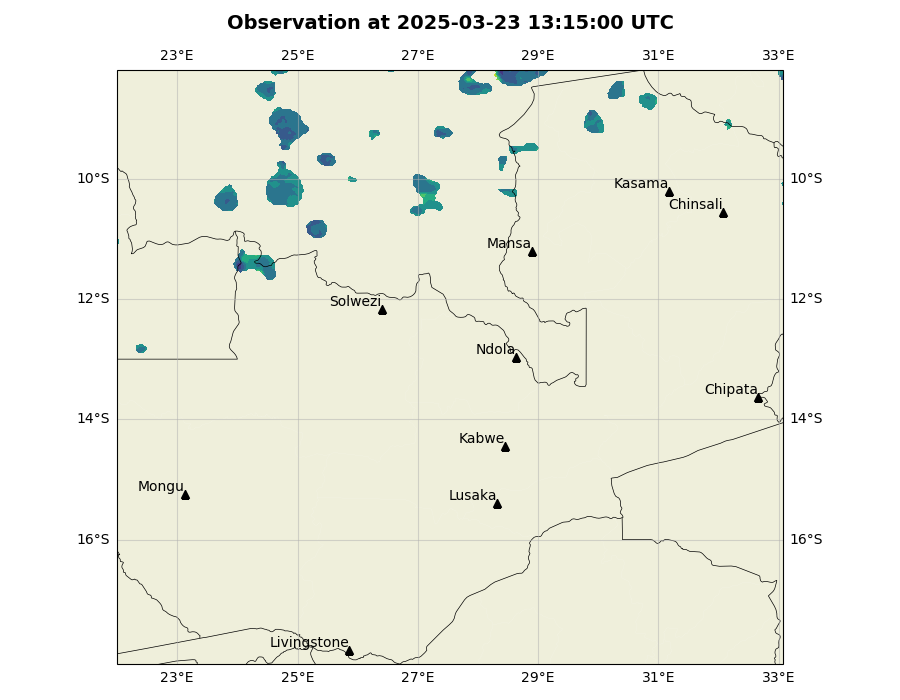 Observation at 2025-03-23 13:15:00 UTC
23°E 25°E 27°E 29°E 31°E 33°E
10°S 10°S
Kasama
Chinsali
Mansa
12°S 12°S
Solwezi
Ndola
Chipata
14°S 14°S
Kabwe
Mongu
Lusaka
16°S 16°S
Livingstone
23°E 25°E 27°E 29°E 31°E 33°E